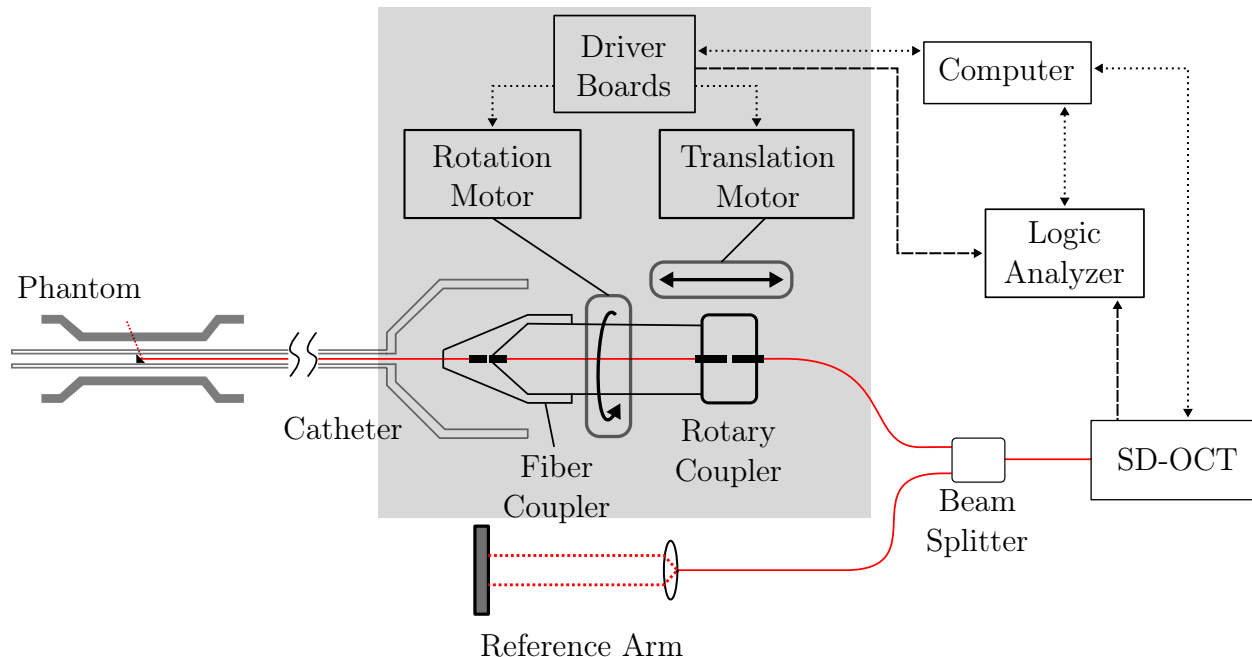 Driver
Boards
Computer
Rotation
Motor
Translation
Motor
Logic
Analyzer
Phantom
Catheter
Fiber
Coupler
Rotary
Coupler
SD-OCT
Beam
Splitter
Reference Arm